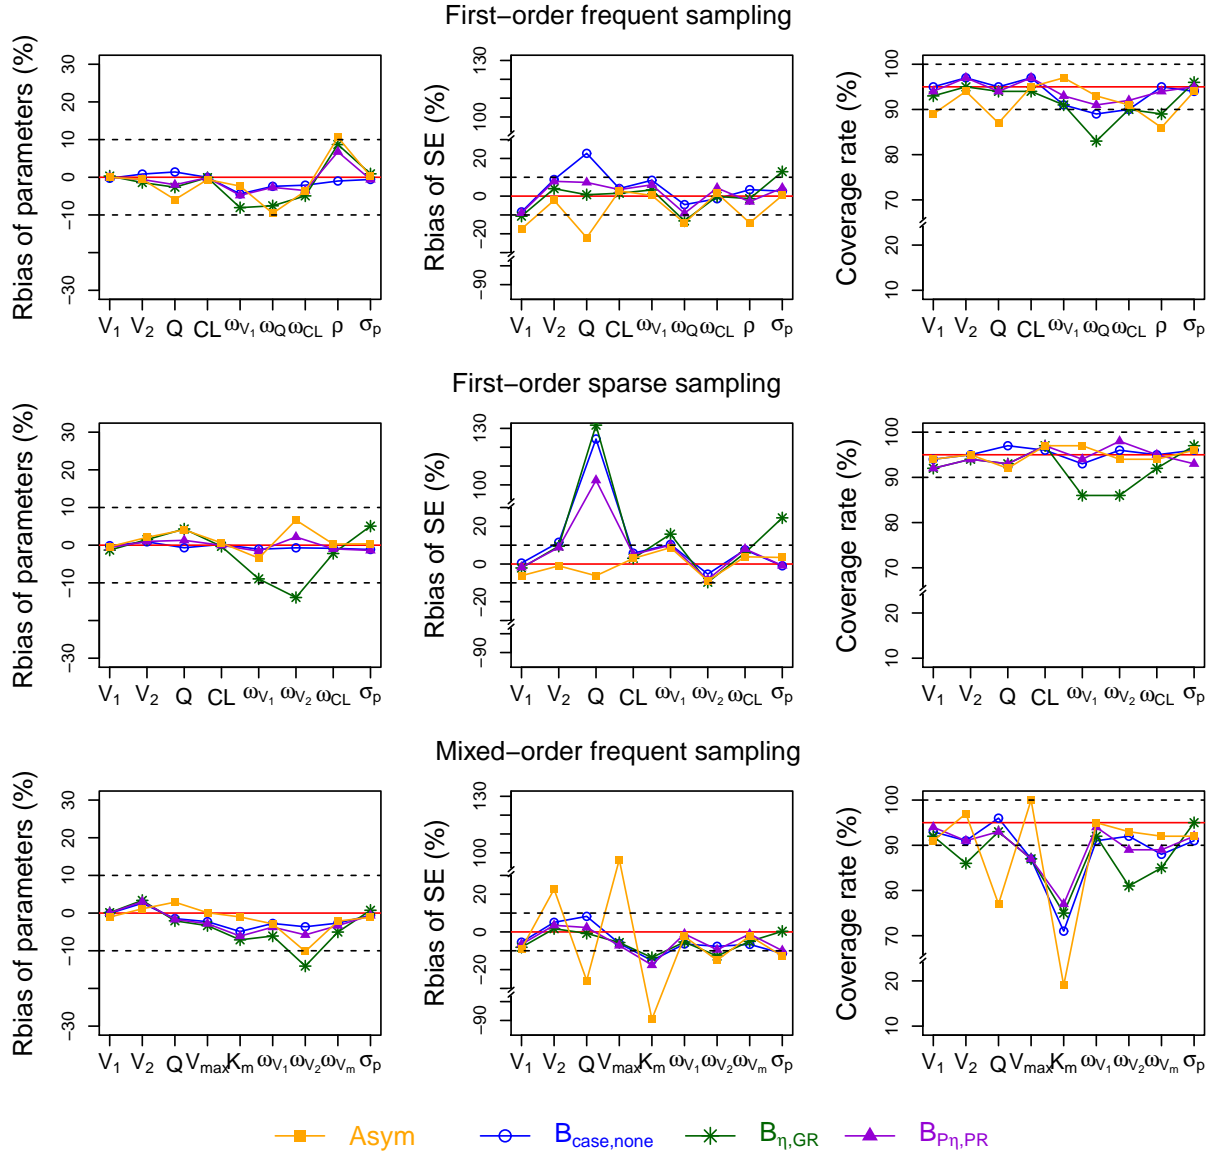 First−order frequent sampling
Rbias of parameters (%)
30
20
10
0
−10
−30
V1 V2 Q CL ωV1 ωQ ωCL ρ σp
Rbias of SE (%)
130
100
20
0
−20
−90
V1 V2 Q CL ωV1 ωQ ωCL ρ σp
Coverage rate (%)
100
90
80
70
20
10
V1 V2 Q CL ωV1 ωQ ωCL ρ σp
First−order sparse sampling
Rbias of parameters (%)
30
20
10
0
−10
−30
V1 V2 Q CL ωV1 ωV2 ωCL σp
Rbias of SE (%)
130
100
20
0
−20
−90
V1 V2 Q CL ωV1 ωV2 ωCL σp
Coverage rate (%)
100
90
80
70
20
10
V1 V2 Q CL ωV1 ωV2 ωCL σp
Mixed−order frequent sampling
Rbias of parameters (%)
30
20
10
0
−10
−30
V1 V2 Q Vmax Km ωV1 ωV2 ωVm σp
Rbias of SE (%)
130
100
20
0
−20
−90
V1 V2 Q Vmax Km ωV1 ωV2 ωVm σp
Coverage rate (%)
100
90
80
70
20
10
V1 V2 Q Vmax Km ωV1 ωV2 ωVm σp
Asym Bcase,none Bη,GR BPη,PR